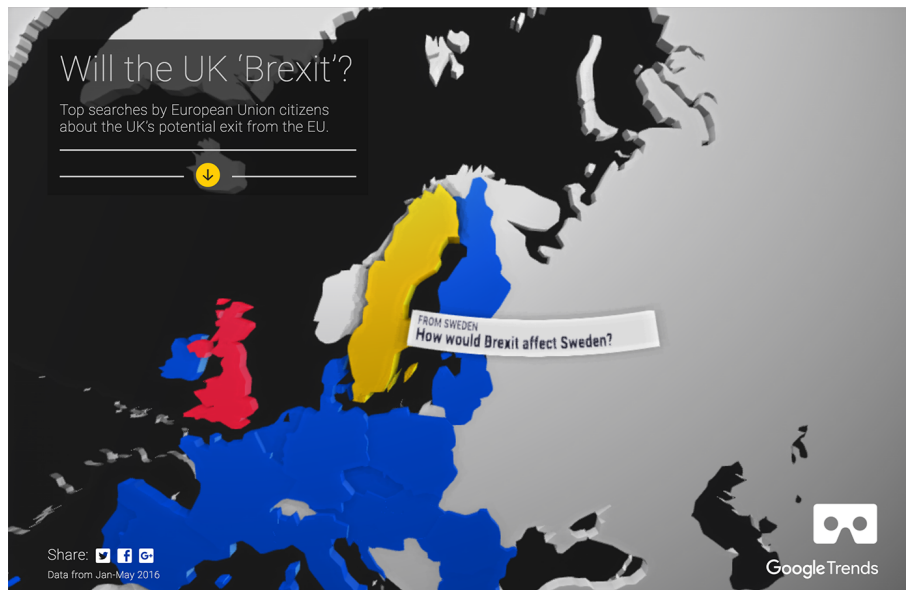 Will the UK ‘Brexit’?
Top searches by European Union citizens
about the UK’s potential exit from the EU.
FROM SWEDEN
How would Brexit affect Sweden?
Share:
Data from Jan-May 2016
Google Trends